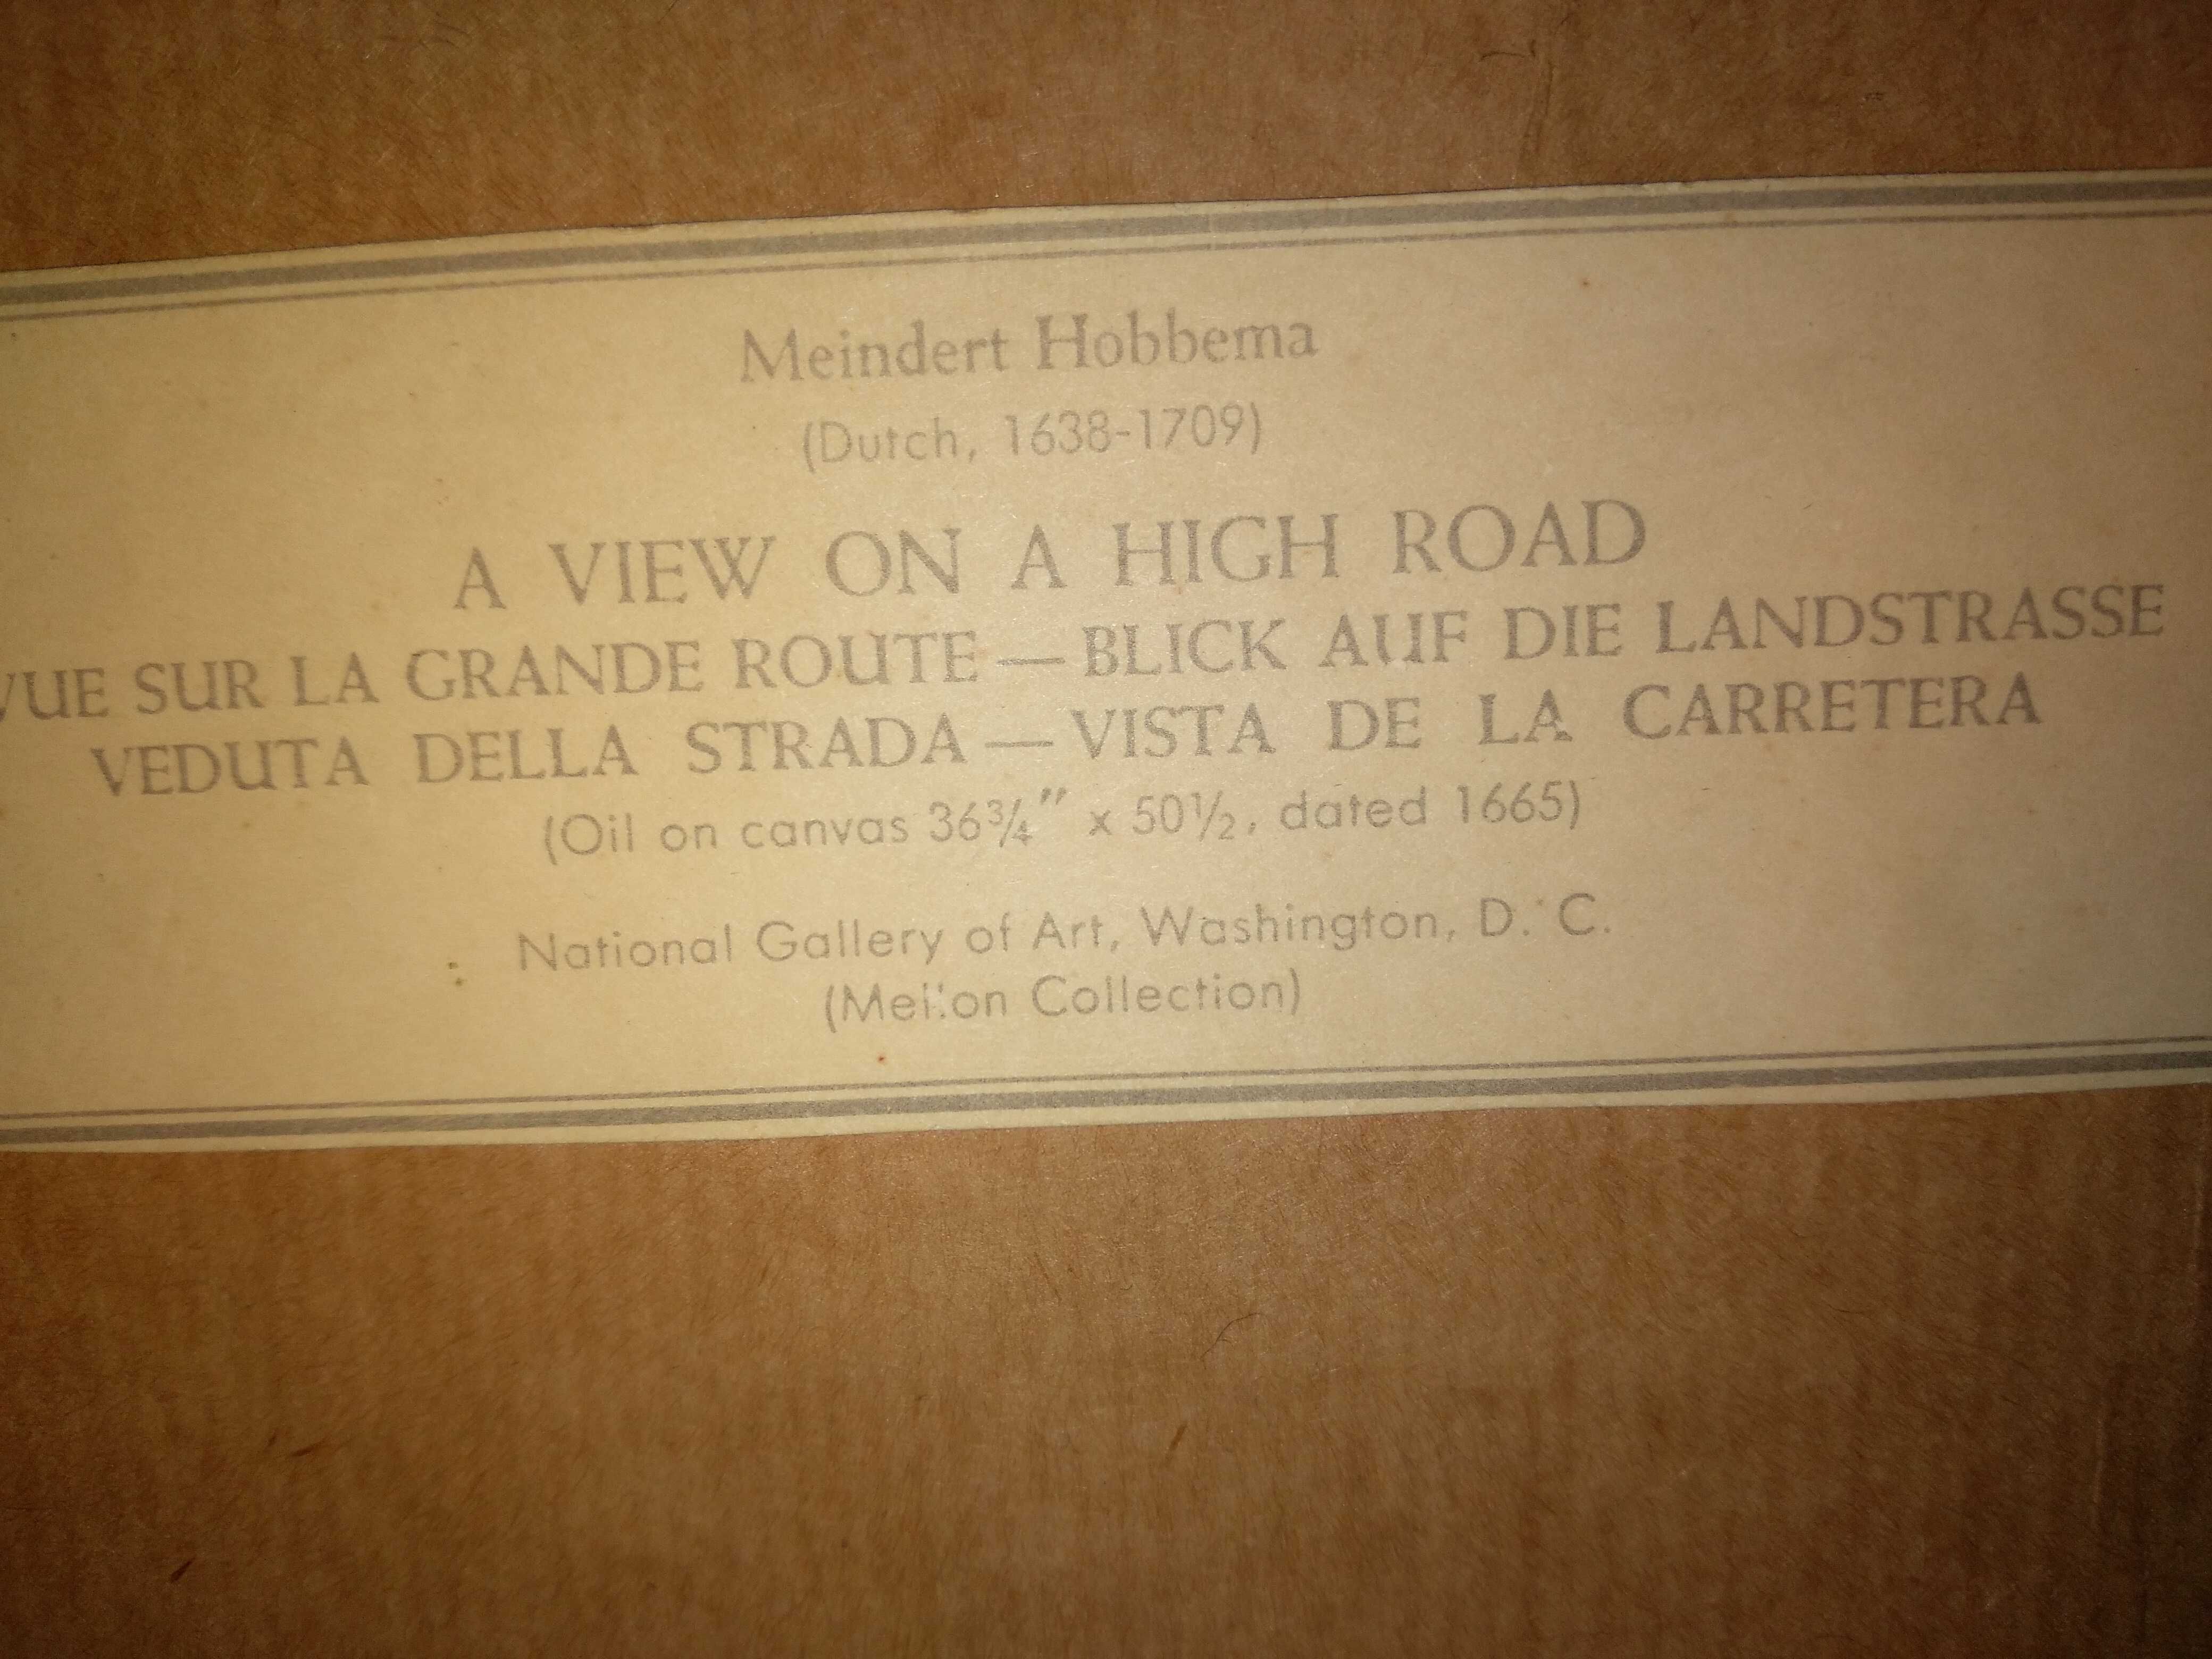 Meindert Hobbema
(Dutch, 1638-1709)
A VIEW ON A HIGH ROAD
VUE SUR LA GRANDE ROUTE — BLICK AUF DIE LANDSTRASSE
VEDUTA DELLA STRADA — VISTA DE LA CARRETERA
(Oil on canvas 36¾" x 50½, dated 1665)
National Gallery of Art, Washington, D. C.
(Mellon Collection)